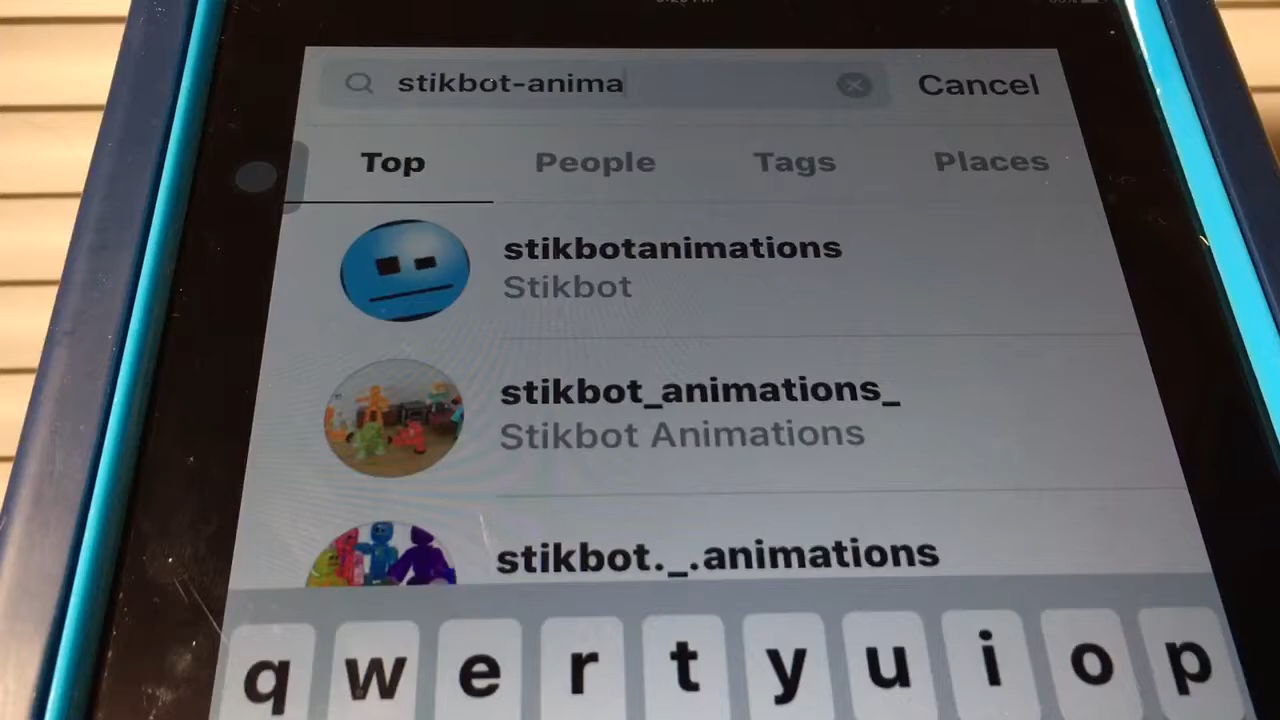 stikbot-anima
Cancel
Top People Tags Places
stikbotanimations
Stikbot
stikbot_animations_
Stikbot Animations
stikbot._.animations
q w e r t y u i o p